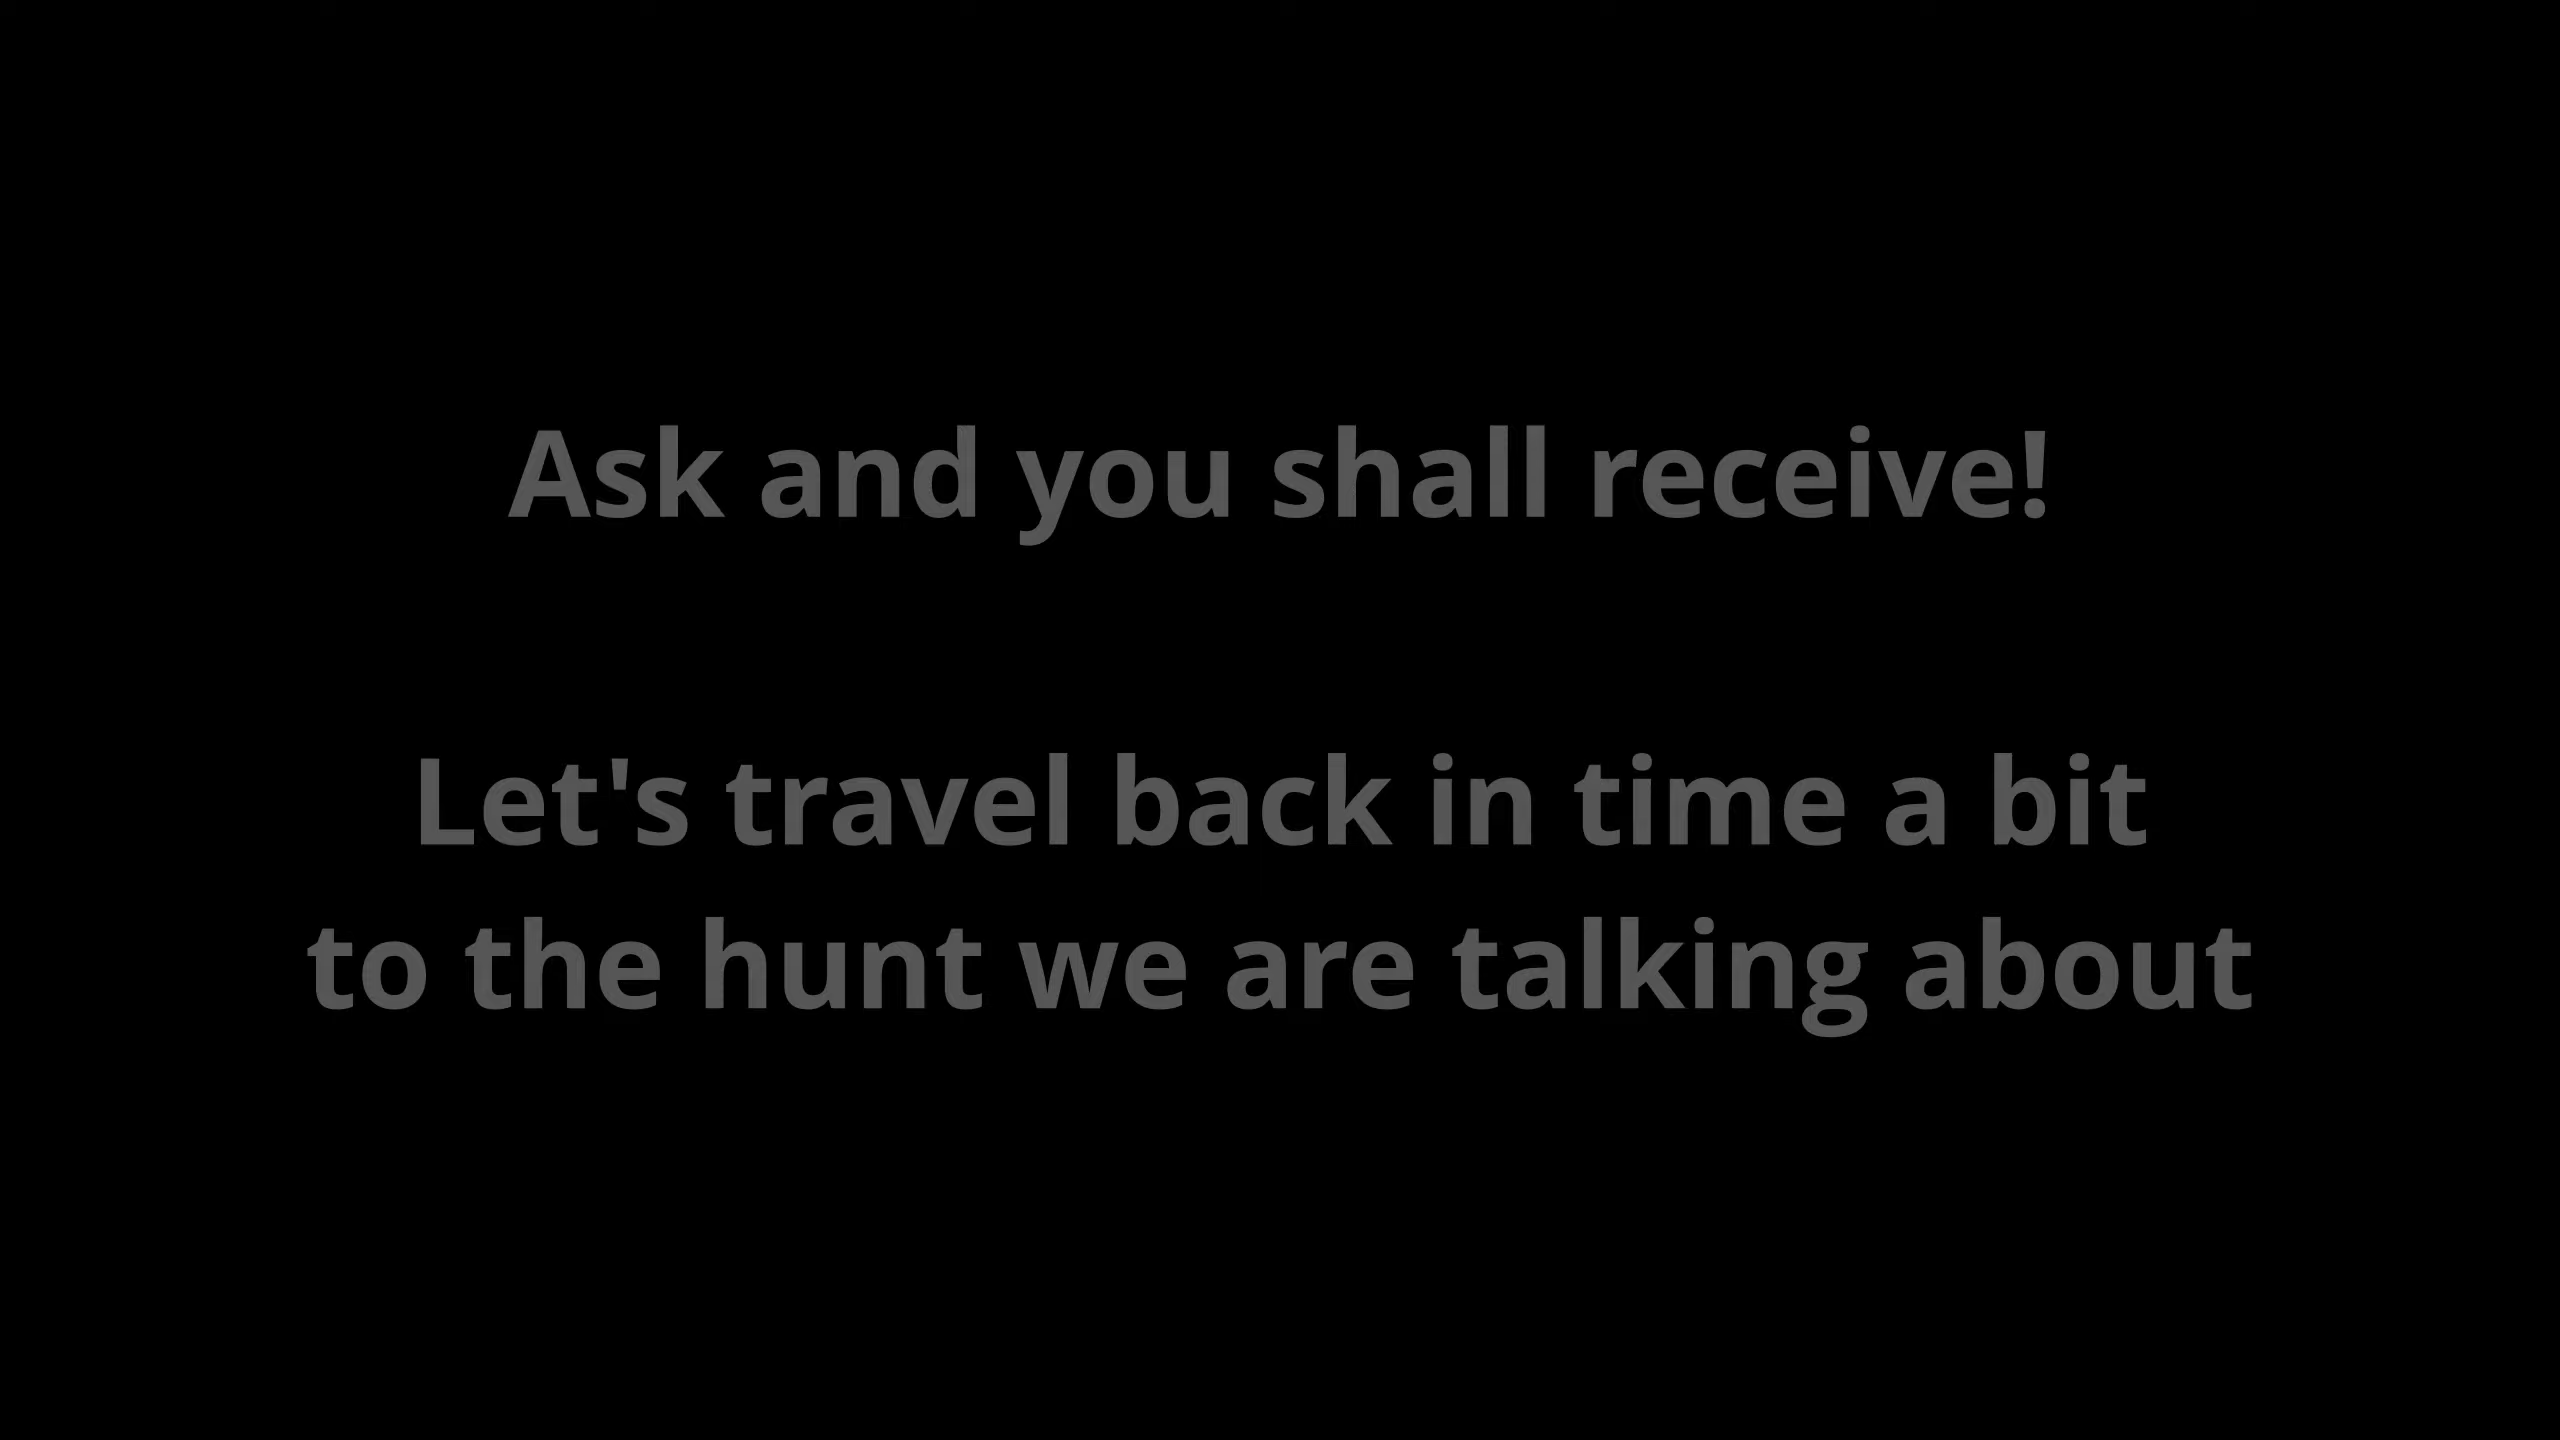 Ask and you shall receive!
Let's travel back in time a bit
to the hunt we are talking about